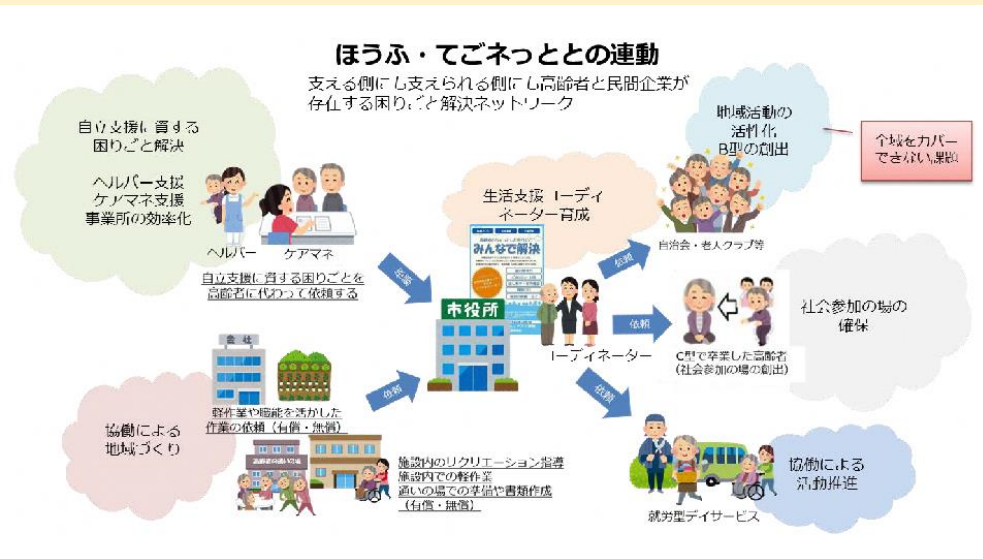 ほうふ・てごネっととの連動
支える側にも支えられる側にも高齢者と民間企業が
存在する困りごと解決ネットワーク
自立支援に資する
困りごと解決
ヘルパー支援
ケアマネ支援
事業所の効率化
ヘルパー
ケアマネ
自立支援に資する困りごとを
高齢者に代わって依頼する
依頼
生活支援コーディ
ネーター育成
みんなで解決
市役所
コーディネーター
地域活動の
活性化
B型の創出
全域をカバー
できない課題
自治会・老人クラブ等
依頼
依頼
C型で卒業した高齢者
(社会参加の場の創出)
社会参加の場の
確保
会社
軽作業や職能を活かした
作業の依頼(有償・無償)
依頼
協働による
地域づくり
施設内のリクリエーション指導
施設内での軽作業
通いの場での準備や書類作成
(有償・無償)
依頼
就労型デイサービス
協働による
活動推進